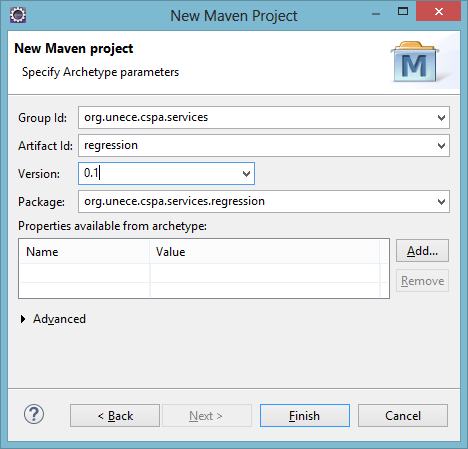 New Maven Project
New Maven project
Specify Archetype parameters
M
Group Id: org.unece.cspa.services
Artifact Id: regression
Version: 0.1
Package: org.unece.cspa.services.regression
Properties available from archetype:
Name Value
Add...
Remove
Advanced
? < Back Next > Finish Cancel